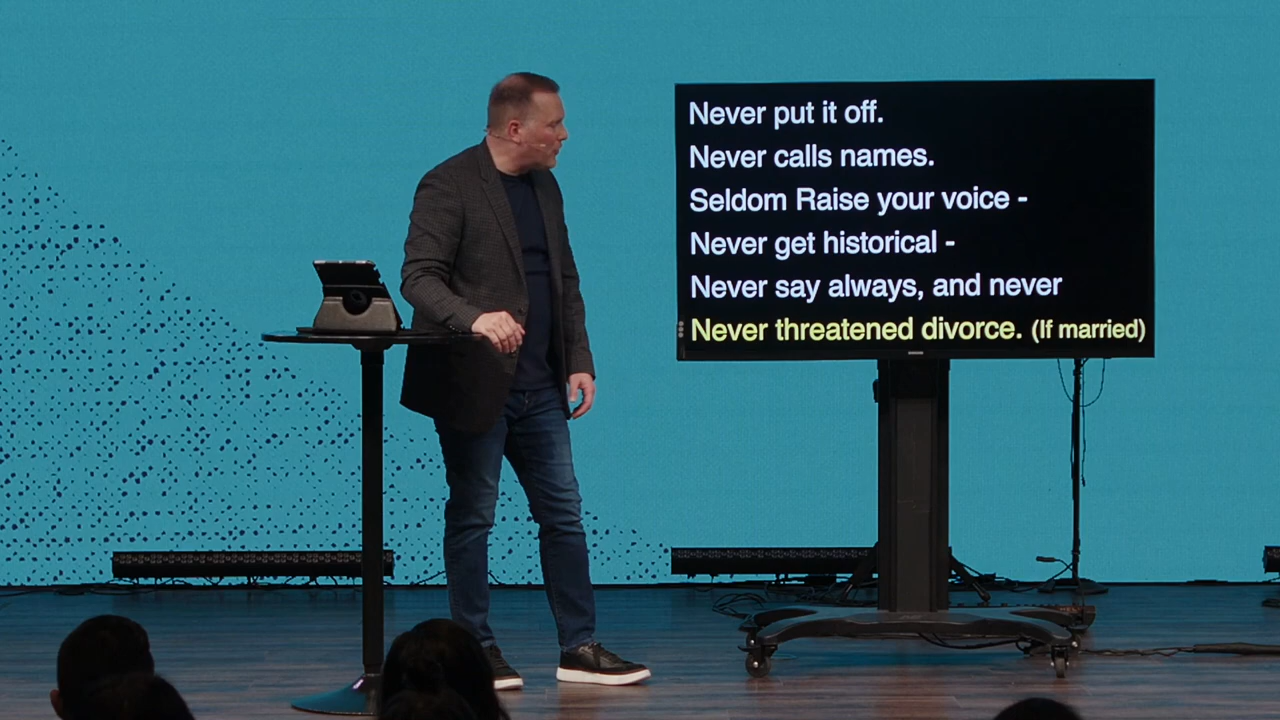 Never put it off.
Never calls names.
Seldom Raise your voice -
Never get historical -
Never say always, and never
Never threatened divorce. (If married)